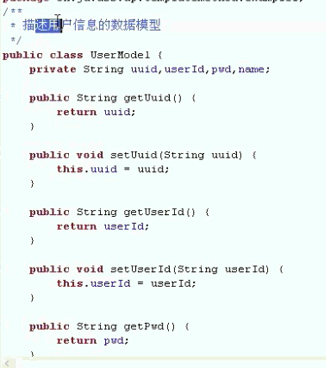 /**
* 描述用户信息的数据模型
*/
public class UserModel {
private String uuid,userId,pwd,name;
public String getUuid() {
return uuid;
}
public void setUuid(String uuid) {
this.uuid = uuid;
}
public String getUserId() {
return userId;
}
public void setUserId(String userId) {
this.userId = userId;
}
public String getPwd() {
return pwd;
}